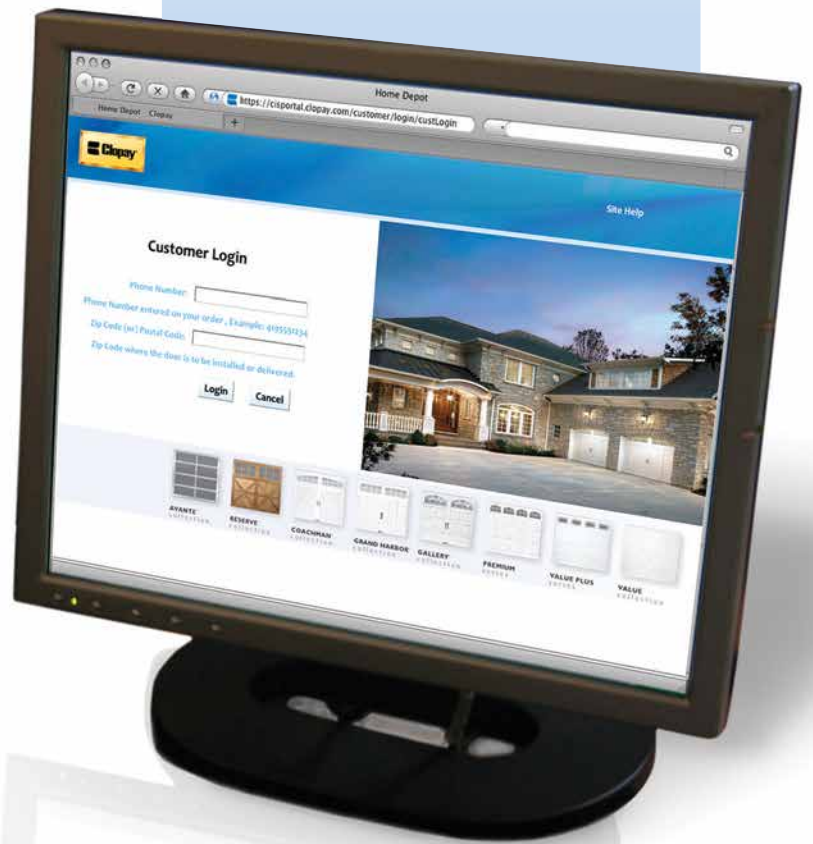 Home Depot
https://cisportal.clopay.com/customer/login/custLogin
Home Depot Clopay
+
Clopay
Site Help
Customer Login
Phone Number:
Phone Number entered on your order , Example: 4195551234
Zip Code (or) Postal Code:
Zip Code where the door is to be installed or delivered.
Login Cancel
AVANTE collection
RESERVE collection
COACHMAN collection
GRAND HARBOR collection
GALLERY collection
PREMIUM series
VALUE PLUS series
VALUE collection